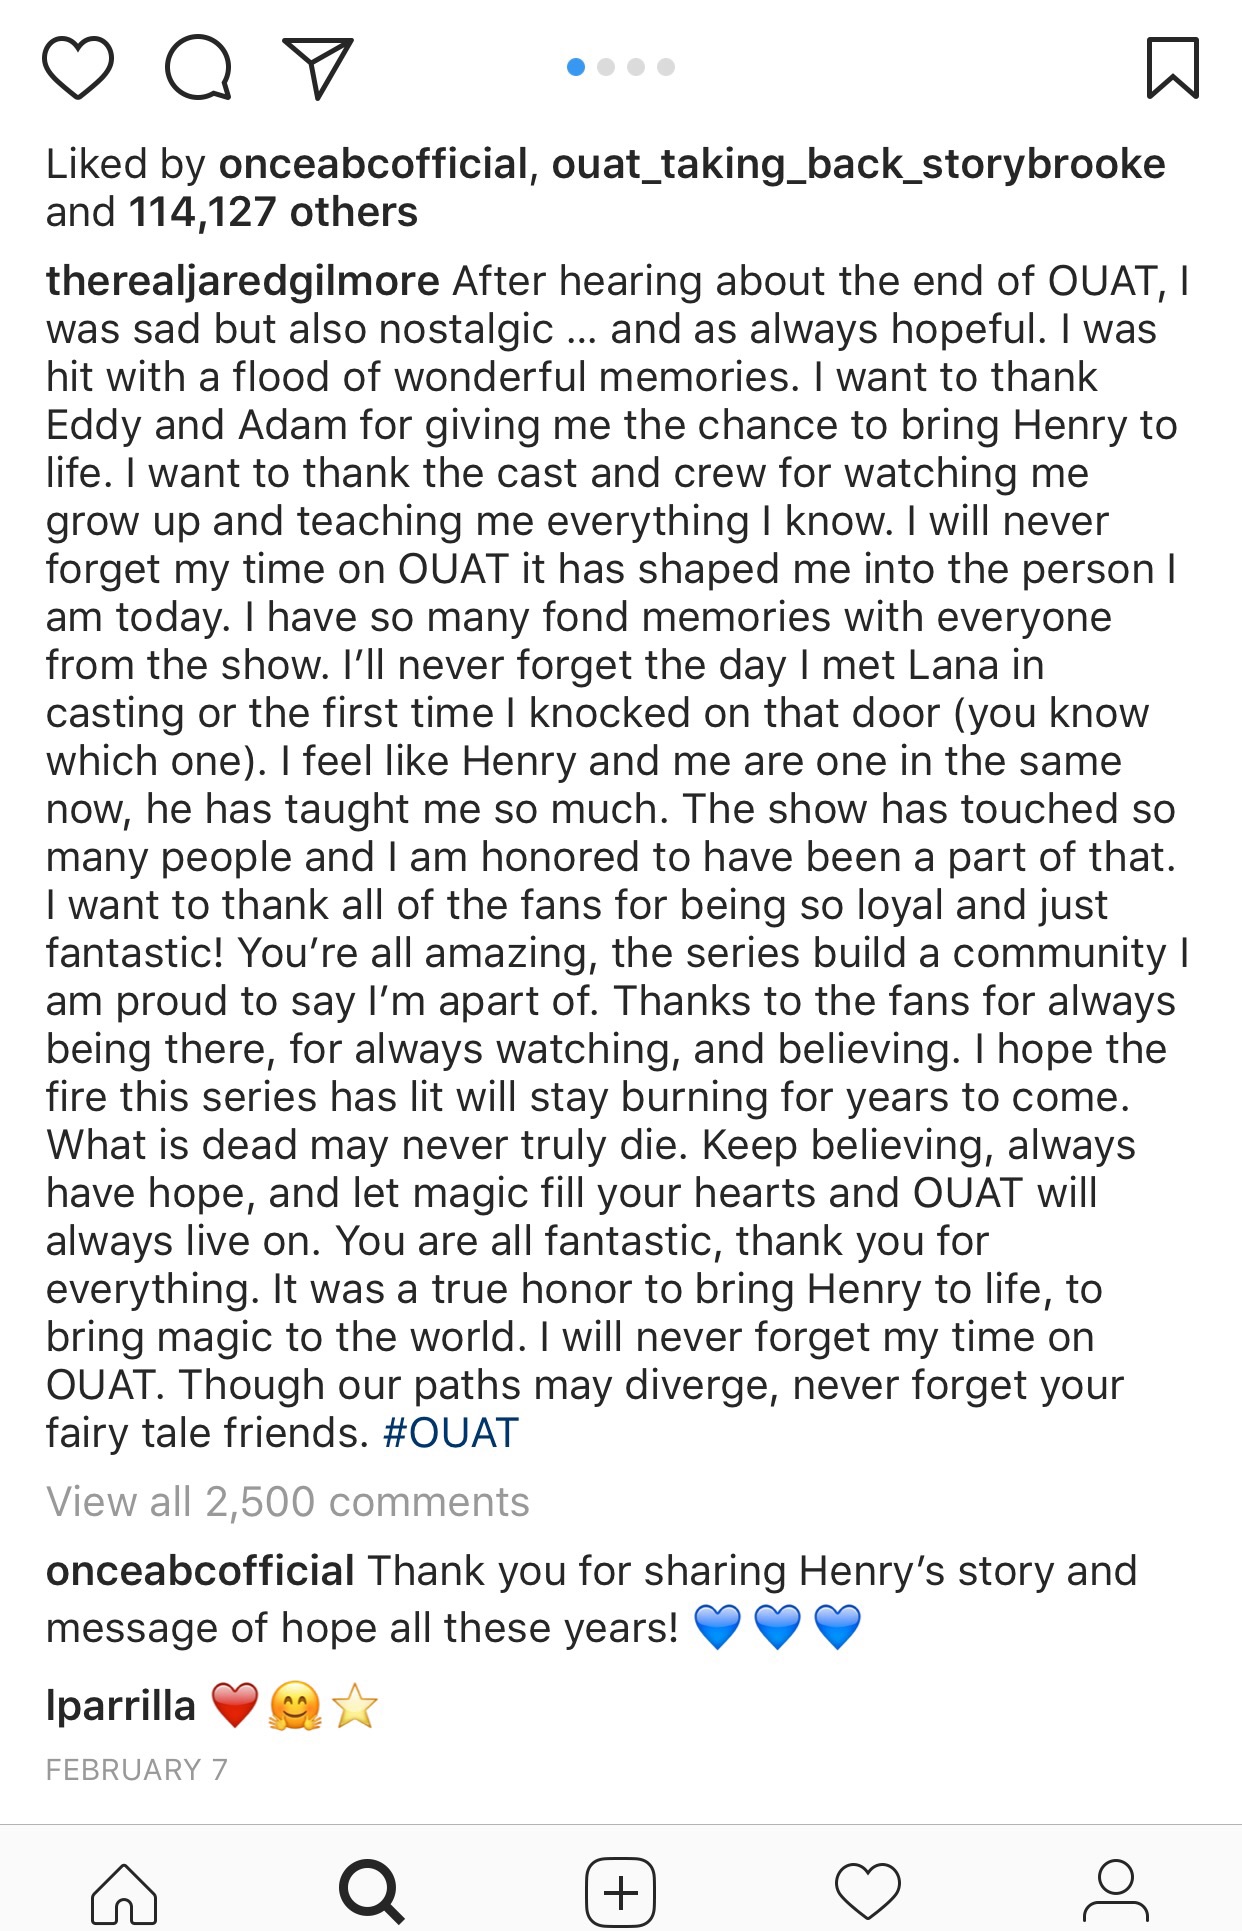 Liked by onceabcofficial, ouat_taking_back_storybrooke
and 114,127 others
therealjaredgilmore After hearing about the end of OUAT, I
was sad but also nostalgic ... and as always hopeful. I was
hit with a flood of wonderful memories. I want to thank
Eddy and Adam for giving me the chance to bring Henry to
life. I want to thank the cast and crew for watching me
grow up and teaching me everything I know. I will never
forget my time on OUAT it has shaped me into the person I
am today. I have so many fond memories with everyone
from the show. I’ll never forget the day I met Lana in
casting or the first time I knocked on that door (you know
which one). I feel like Henry and me are one in the same
now, he has taught me so much. The show has touched so
many people and I am honored to have been a part of that.
I want to thank all of the fans for being so loyal and just
fantastic! You’re all amazing, the series build a community I
am proud to say I’m apart of. Thanks to the fans for always
being there, for always watching, and believing. I hope the
fire this series has lit will stay burning for years to come.
What is dead may never truly die. Keep believing, always
have hope, and let magic fill your hearts and OUAT will
always live on. You are all fantastic, thank you for
everything. It was a true honor to bring Henry to life, to
bring magic to the world. I will never forget my time on
OUAT. Though our paths may diverge, never forget your
fairy tale friends. #OUAT
View all 2,500 comments
onceabcofficial Thank you for sharing Henry’s story and
message of hope all these years! 💙 💙 💙
lparrilla ❤️ 🤗 ⭐
FEBRUARY 7